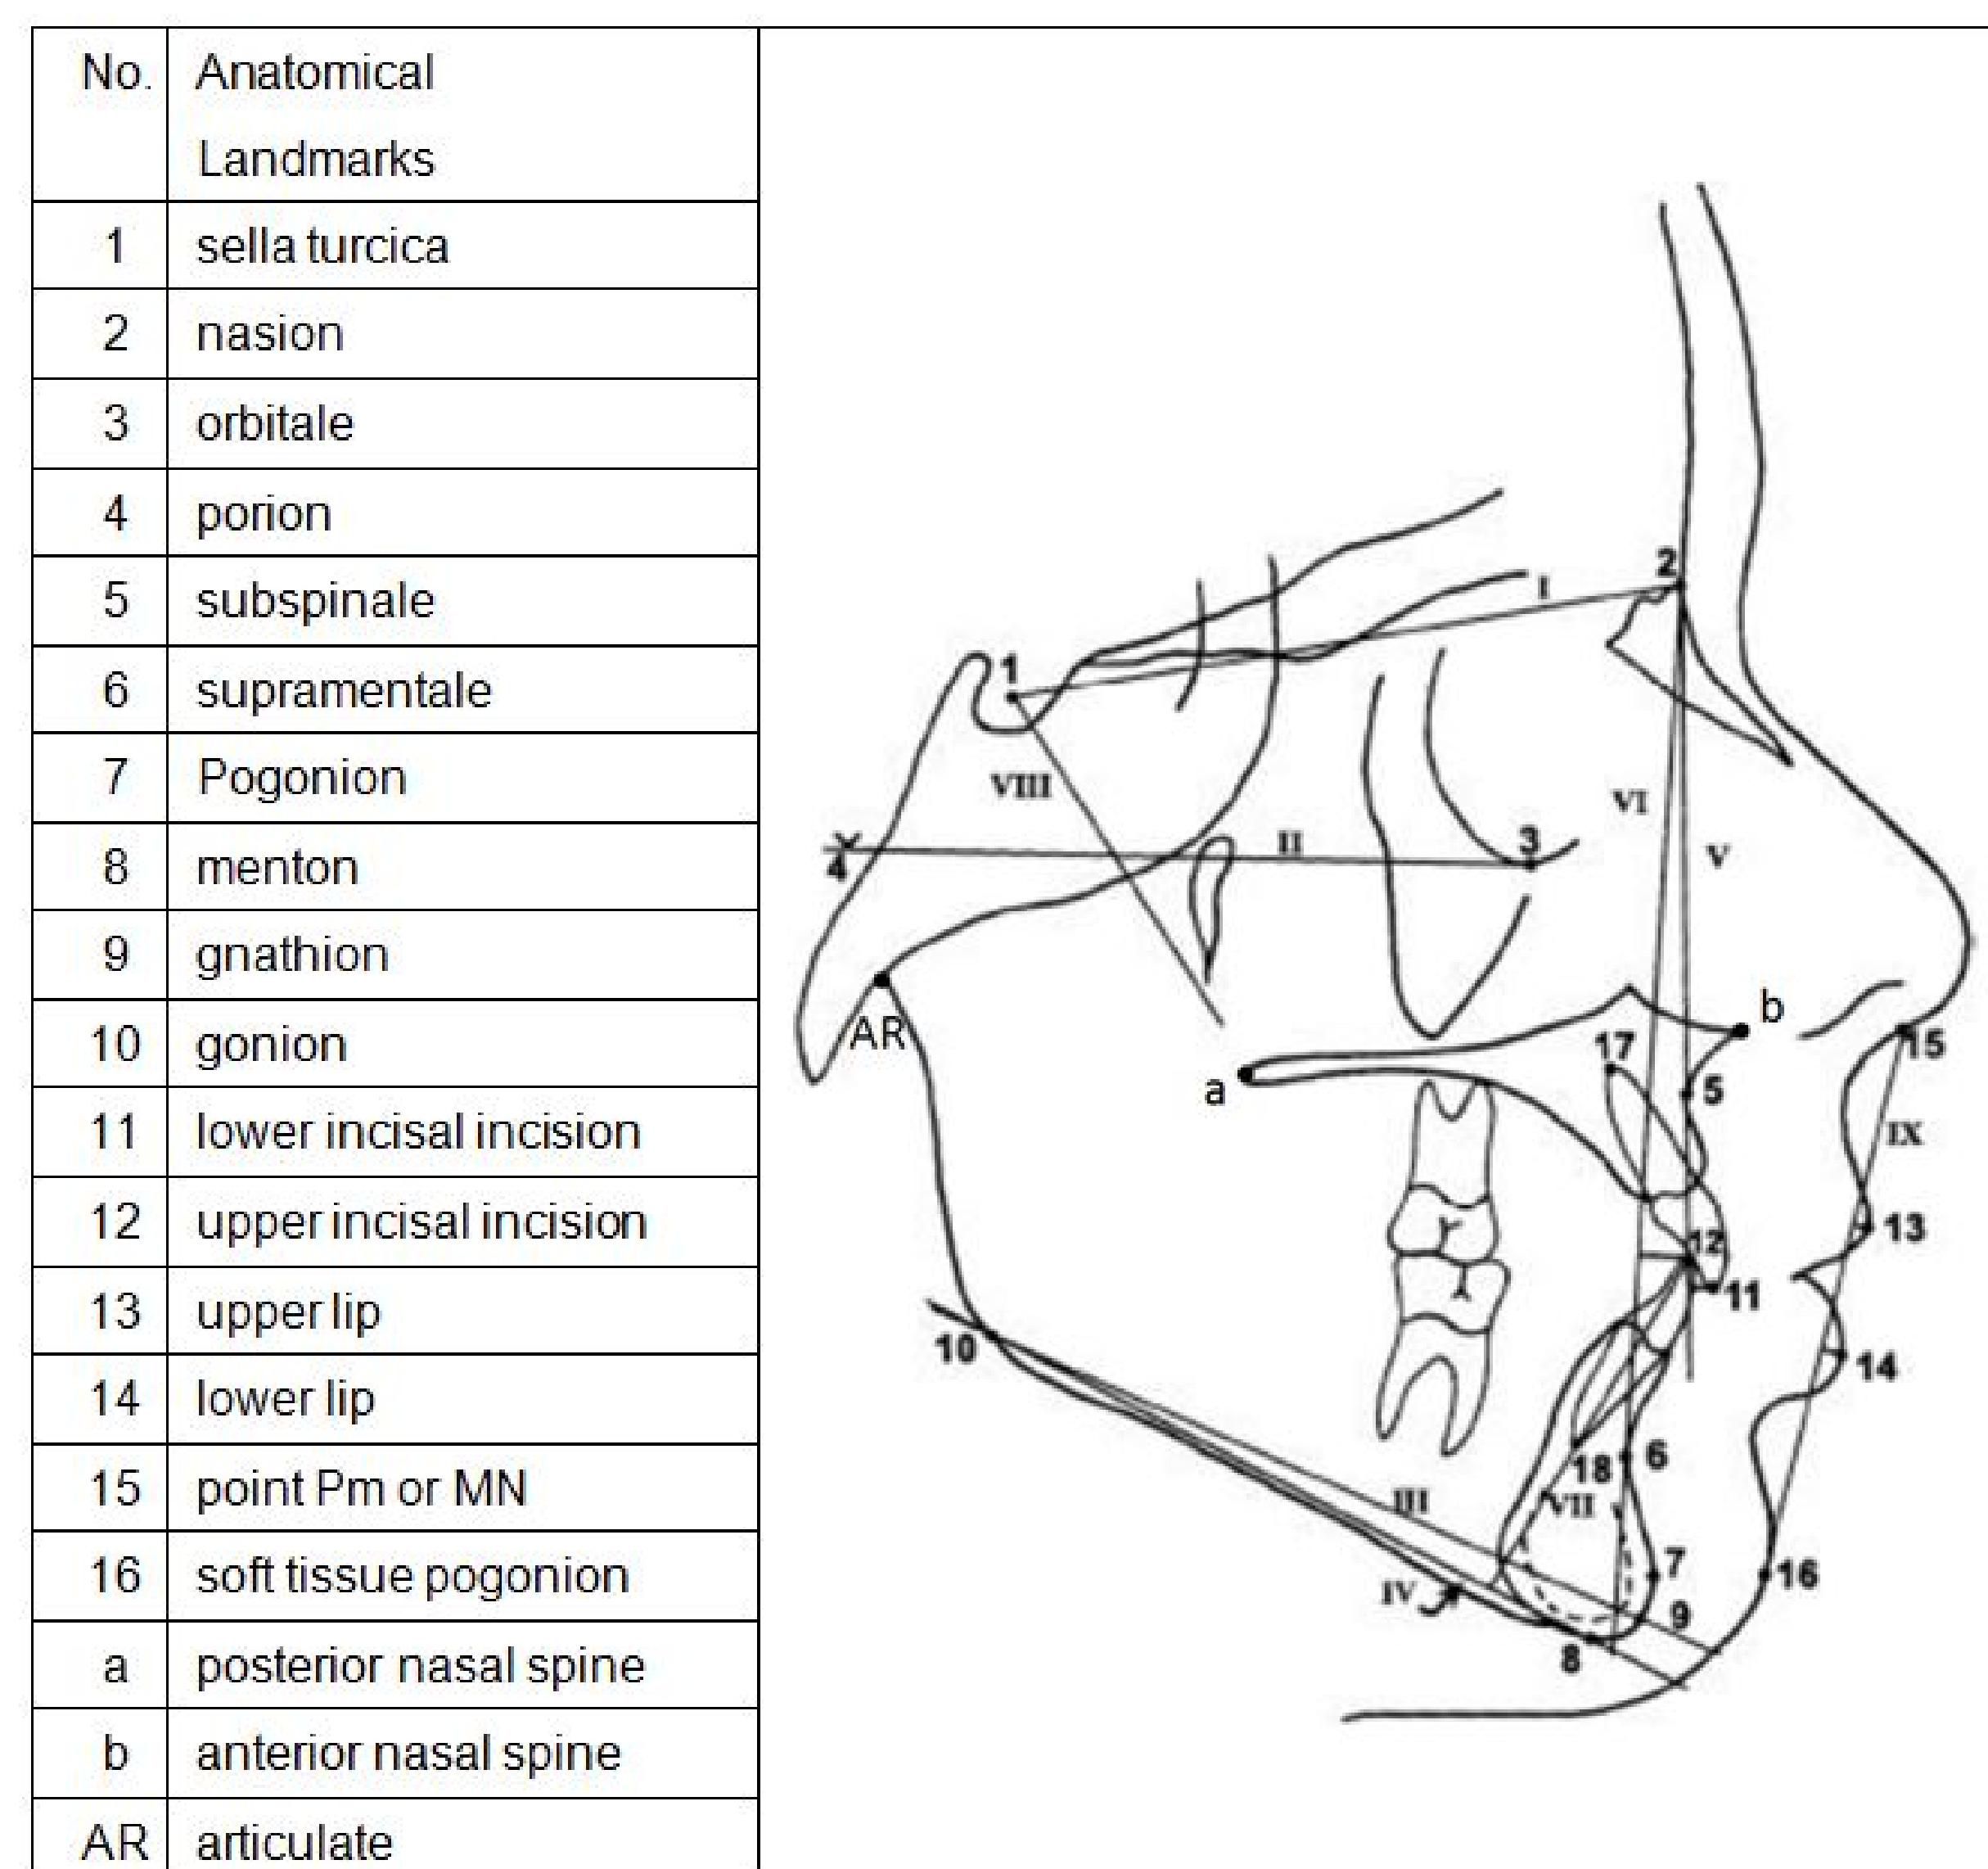 No. Anatomical
Landmarks
1 sella turcica
2 nasion
3 orbitale
4 porion
5 subspinale
6 supramentale
7 Pogonion
8 menton
9 gnathion
10 gonion
11 lower incisal incision
12 upper incisal incision
13 upper lip
14 lower lip
15 point Pm or MN
16 soft tissue pogonion
a posterior nasal spine
b anterior nasal spine
AR articulate
2
I
1
VIII
VI
3
II
V
4
b
AR
17
15
a
5
IX
13
12
11
10
14
18 6
III
VII
7
16
IV
9
8